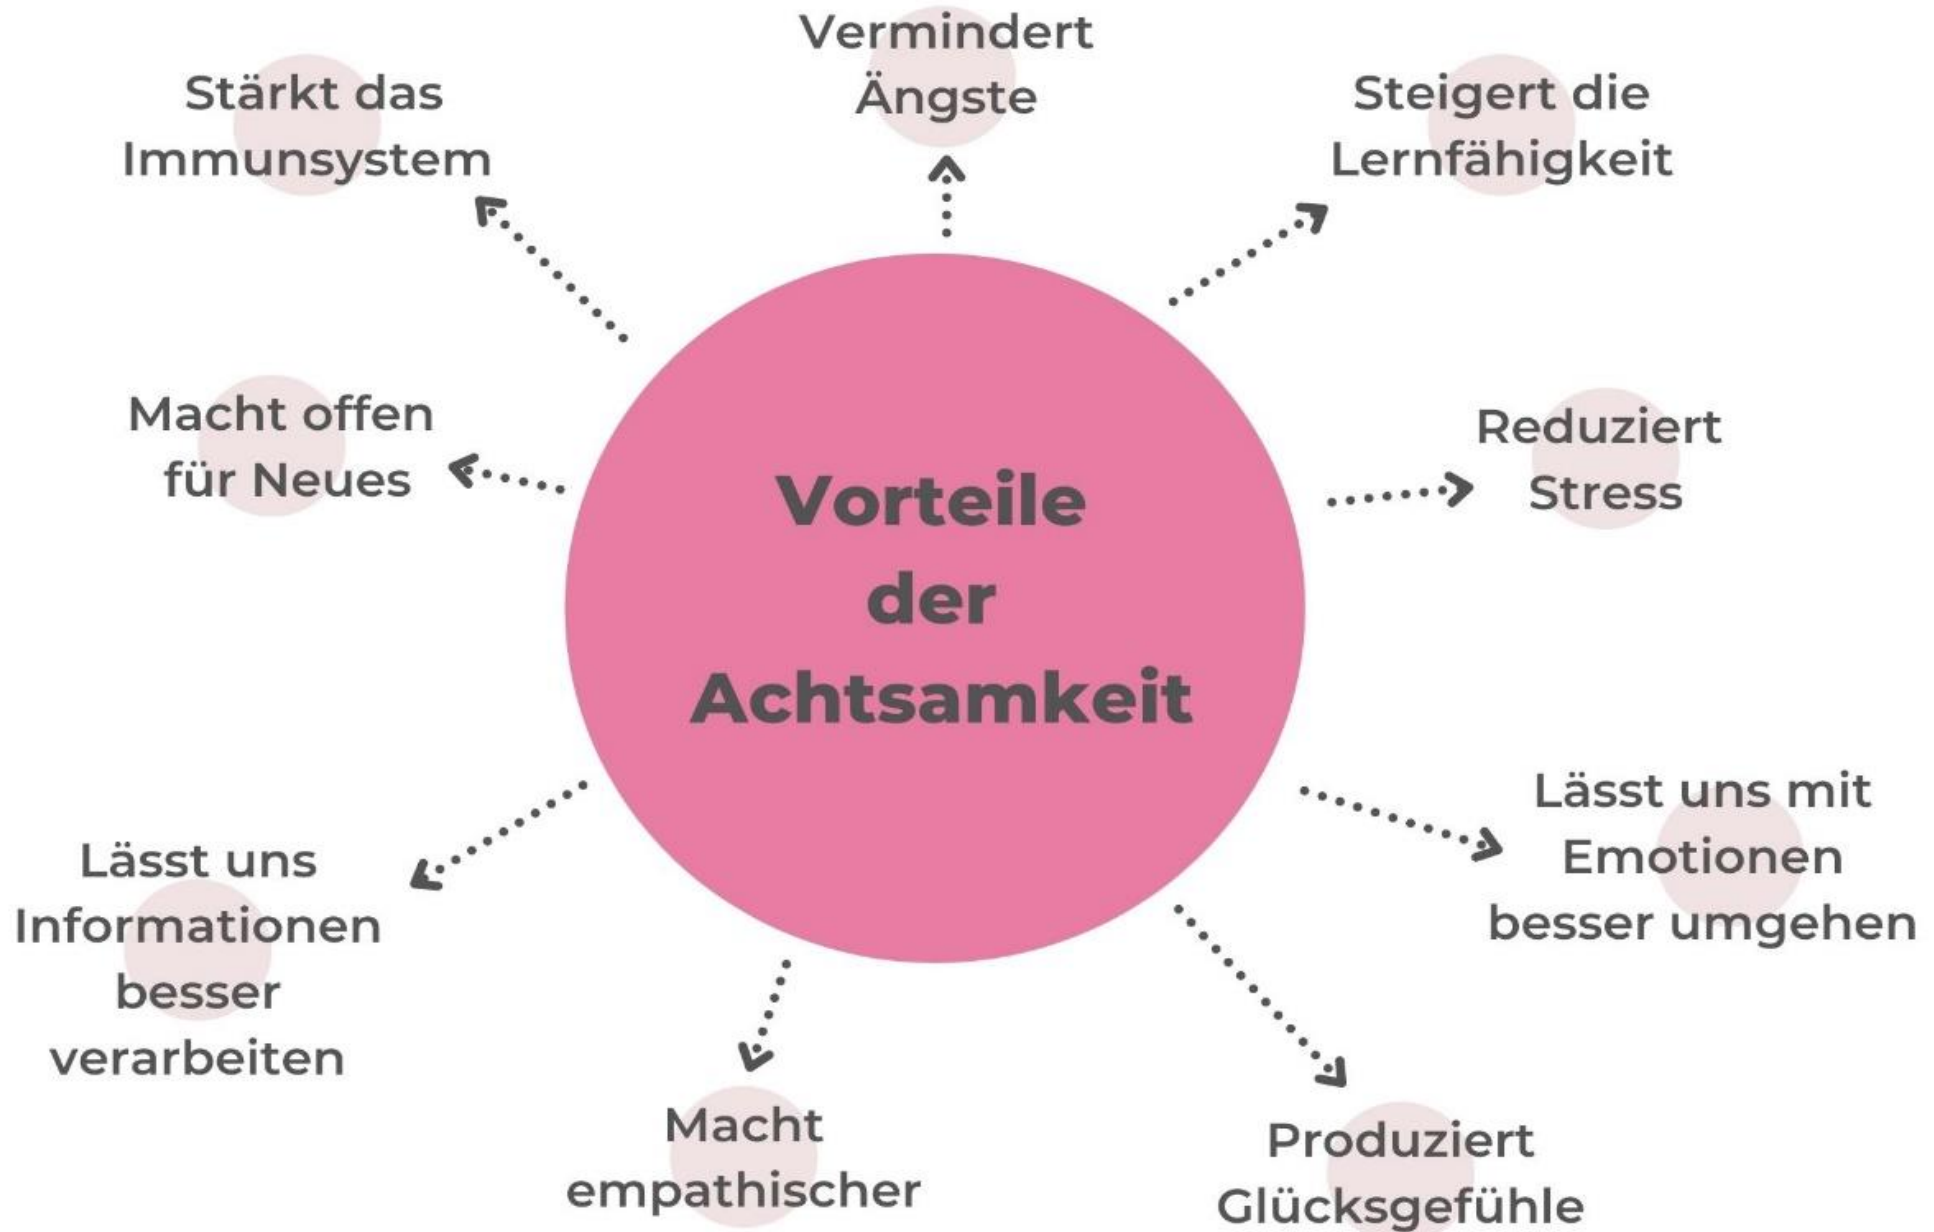 Vermindert
Ängste
Stärkt das
Immunsystem
Steigert die
Lernfähigkeit
Macht offen
für Neues
Reduziert
Stress
Vorteile
der
Achtsamkeit
Lässt uns mit
Emotionen
besser umgehen
Lässt uns
Informationen
besser
verarbeiten
Macht
empathischer
Produziert
Glücksgefühle